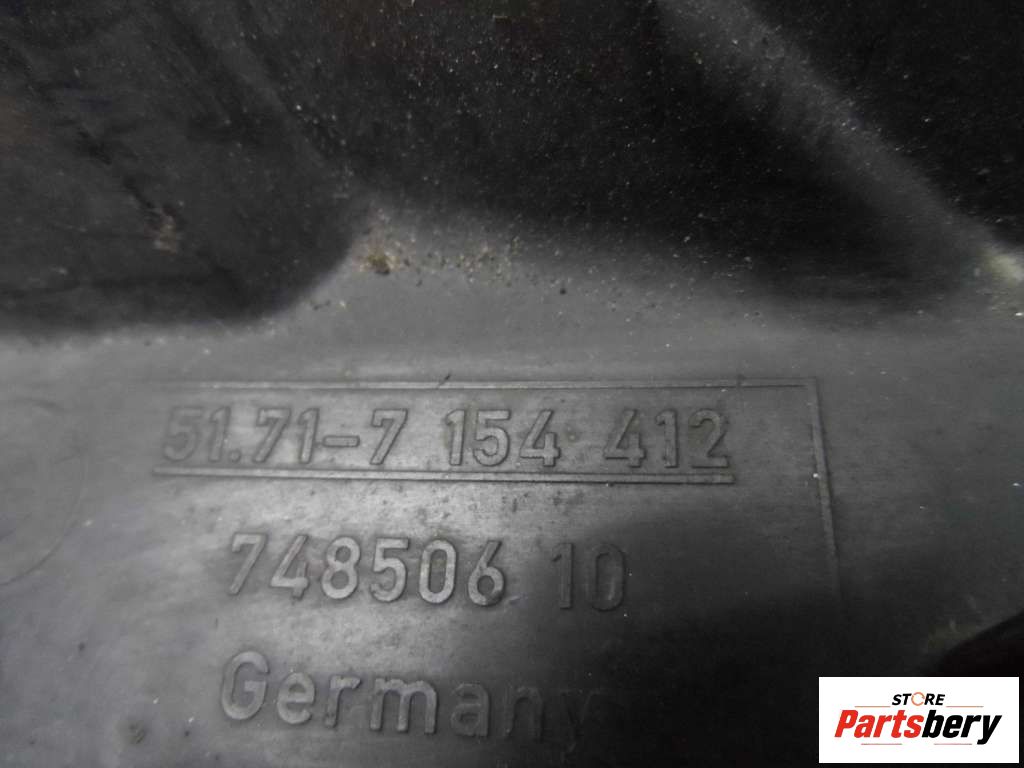 51.71-7 154 412
748506 10
Germany
STORE
Partsbery